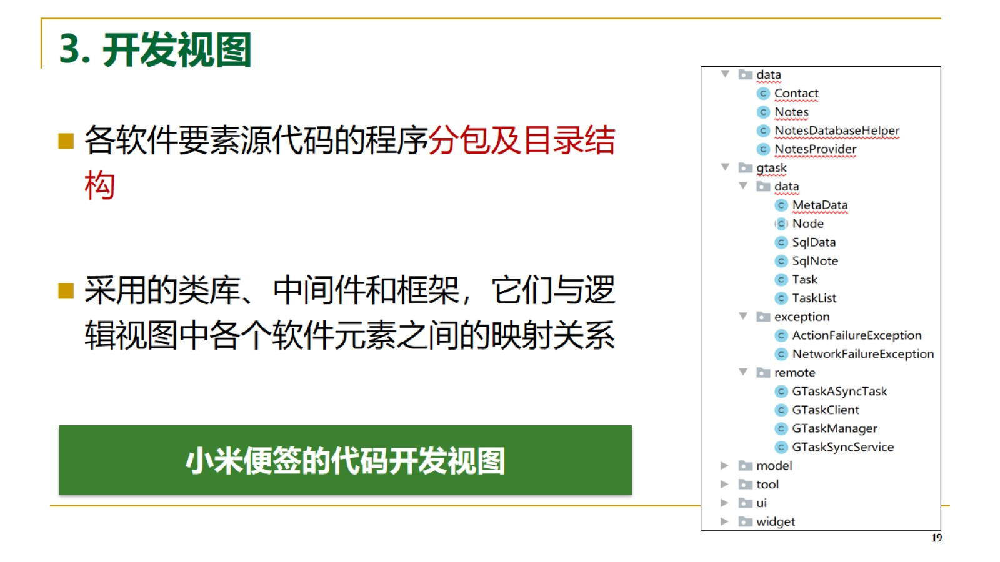 3. 开发视图
各软件要素源代码的程序分包及目录结
构
采用的类库、中间件和框架，它们与逻
辑视图中各个软件元素之间的映射关系
小米便签的代码开发视图
data
Contact
Notes
NotesDatabaseHelper
NotesProvider
gtask
data
MetaData
Node
SqlData
SqlNote
Task
TaskList
exception
ActionFailureException
NetworkFailureException
remote
GTaskASyncTask
GTaskClient
GTaskManager
GTaskSyncService
model
tool
ui
widget
19